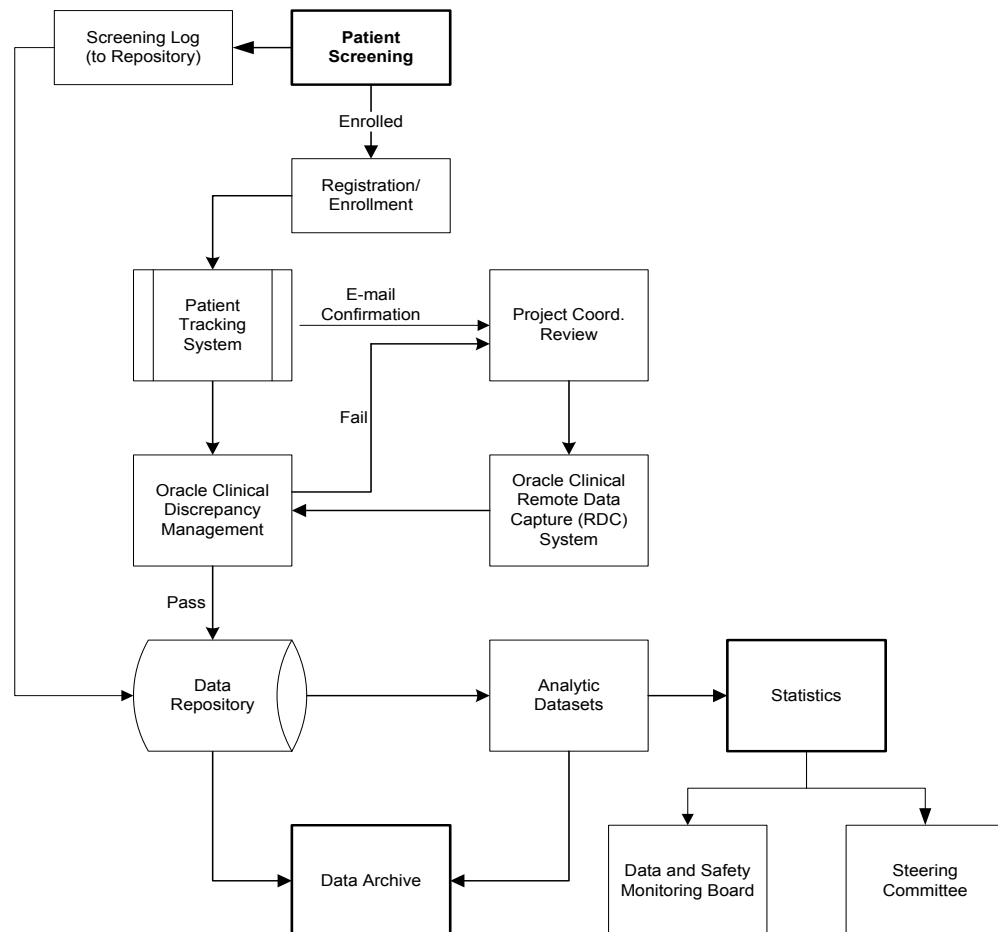 Screening Log
(to Repository)
Patient
Screening
Enrolled
Registration/
Enrollment
Patient
Tracking
System
E-mail
Confirmation
Project Coord.
Review
Fail
Oracle Clinical
Discrepancy
Management
Oracle Clinical
Remote Data
Capture (RDC)
System
Pass
Data
Repository
Analytic
Datasets
Statistics
Data Archive
Data and Safety
Monitoring Board
Steering
Committee